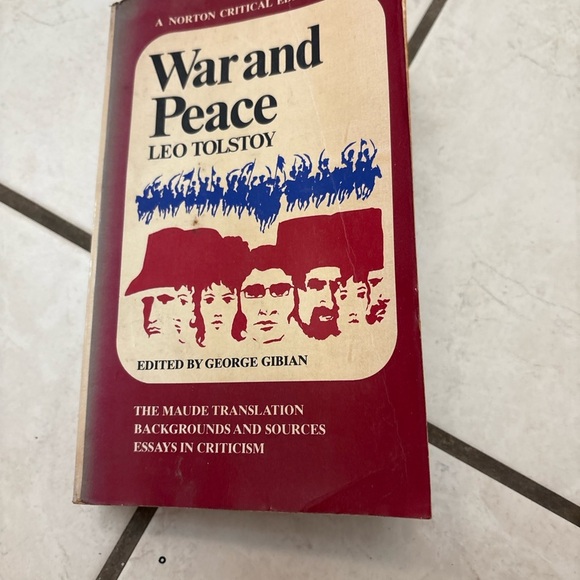 A NORTON CRITICAL
War and
Peace
LEO TOLSTOY
EDITED BY GEORGE GIBIAN
THE MAUDE TRANSLATION
BACKGROUNDS AND SOURCES
ESSAYS IN CRITICISM